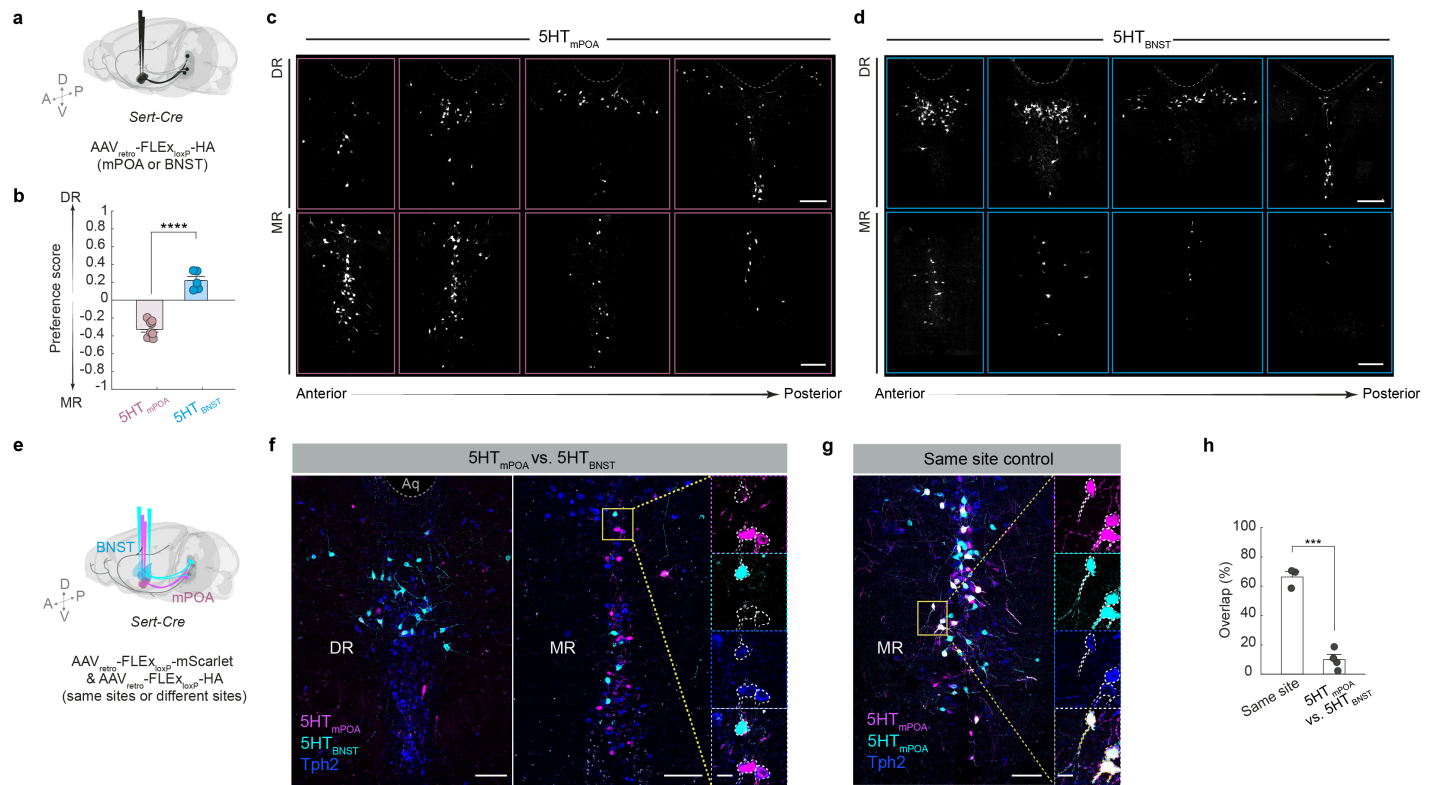 a
D
A
P
V
Sert-Cre
AAVretro-FLExloxP-HA
(mPOA or BNST)
b
DR
1
0.8
0.6
0.4
0.2
0
-0.2
-0.4
-0.6
-0.8
-1
MR
Preference score
****
5HTmPOA
5HTBNST
c
5HTmPOA
DR
MR
Anterior
Posterior
d
5HTBNST
DR
MR
Anterior
Posterior
e
BNST
mPOA
D
A
P
V
Sert-Cre
AAVretro-FLExloxP-mScarlet
& AAVretro-FLExloxP-HA
(same sites or different sites)
f
5HTmPOA vs. 5HTBNST
Aq
DR
MR
5HTmPOA
5HTBNST
Tph2
g
Same site control
MR
5HTmPOA
5HTmPOA
Tph2
h
100
80
60
40
20
0
Overlap (%)
***
Same site
5HTmPOA
vs. 5HTBNST